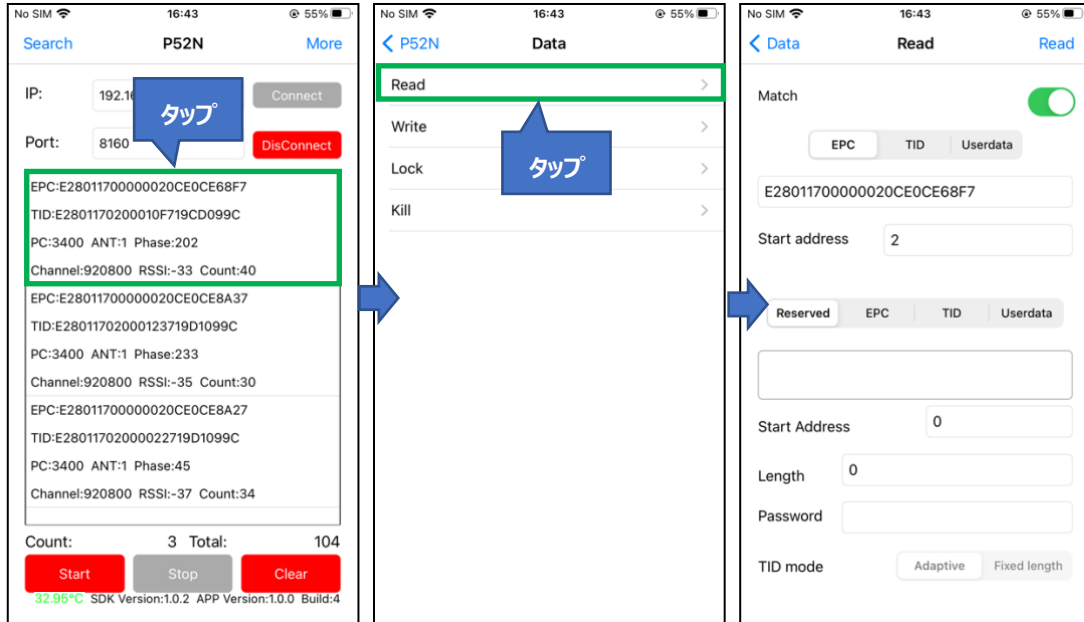 No SIM 16:43 55%
Search P52N More
IP: 192.16 Connect
タップ
Port: 8160 DisConnect
EPC:E28011700000020CE0CE68F7
TID:E2801170200010F719CD099C
PC:3400 ANT:1 Phase:202
Channel:920800 RSSI:-33 Count:40
EPC:E28011700000020CE0CE8A37
TID:E28011702000123719D1099C
PC:3400 ANT:1 Phase:233
Channel:920800 RSSI:-35 Count:30
EPC:E28011700000020CE0CE8A27
TID:E28011702000022719D1099C
PC:3400 ANT:1 Phase:45
Channel:920800 RSSI:-37 Count:34
Count: 3 Total: 104
Start Stop Clear
32.95°C SDK Version:1.0.2 APP Version:1.0.0 Build:4
No SIM 16:43 55%
P52N Data
Read
Write
タップ
Lock
Kill
No SIM 16:43 55%
Data Read Read
Match
EPC TID Userdata
E28011700000020CE0CE68F7
Start address 2
Reserved EPC TID Userdata
Start Address 0
Length 0
Password
TID mode Adaptive Fixed length